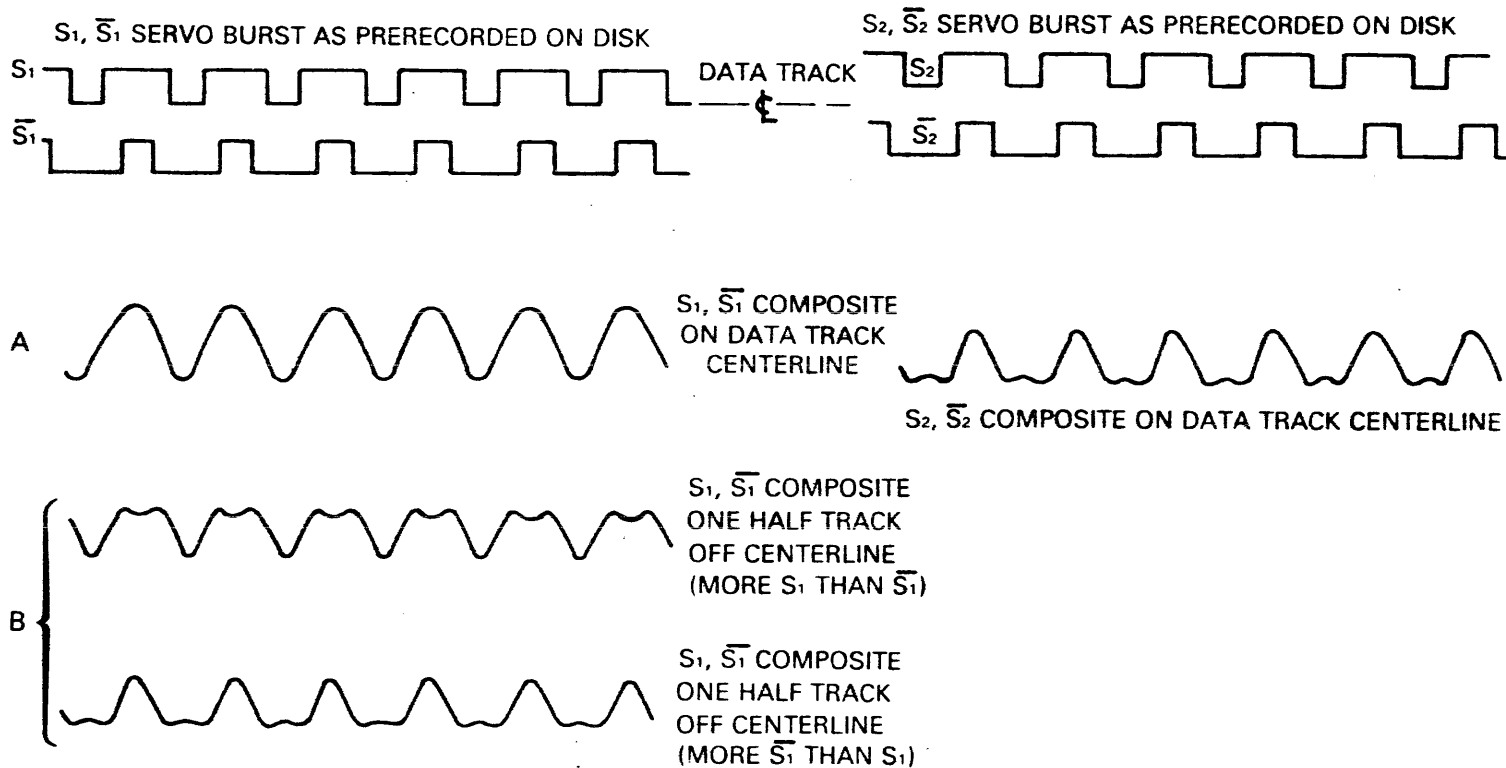 S₁, S̅₁ SERVO BURST AS PRERECORDED ON DISK
S₁
S̅₁
DATA TRACK
℄
S₂, S̅₂ SERVO BURST AS PRERECORDED ON DISK
S₂
S̅₂
A
S₁, S̅₁ COMPOSITE
ON DATA TRACK
CENTERLINE
S₂, S̅₂ COMPOSITE ON DATA TRACK CENTERLINE
B
S₁, S̅₁ COMPOSITE
ONE HALF TRACK
OFF CENTERLINE
(MORE S₁ THAN S̅₁)
S₁, S̅₁ COMPOSITE
ONE HALF TRACK
OFF CENTERLINE
(MORE S̅₁ THAN S₁)